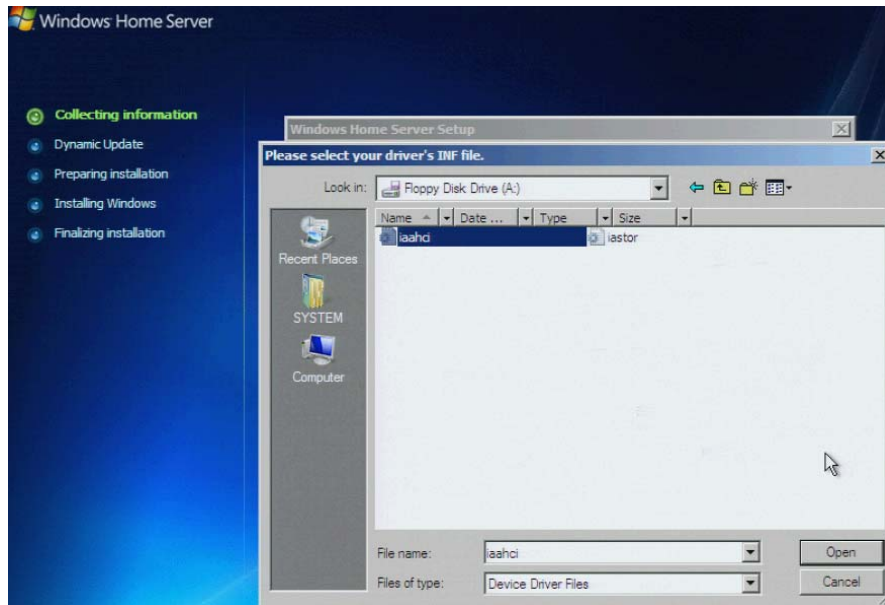 Windows Home Server
Collecting information
Dynamic Update
Preparing installation
Installing Windows
Finalizing installation
Windows Home Server Setup
Please select your driver's INF file.
Look in:
Floppy Disk Drive (A:)
Name
Date ...
Type
Size
iaahci
iastor
Recent Places
SYSTEM
Computer
File name:
iaahci
Open
Files of type:
Device Driver Files
Cancel